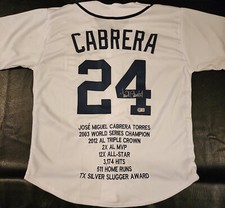 CABRERA
24
JOSÉ MIGUEL CABRERA TORRES
2003 WORLD SERIES CHAMPION
2012 AL TRIPLE CROWN
2X AL MVP
12X ALL-STAR
3,174 HITS
511 HOME RUNS
7X SILVER SLUGGER AWARD